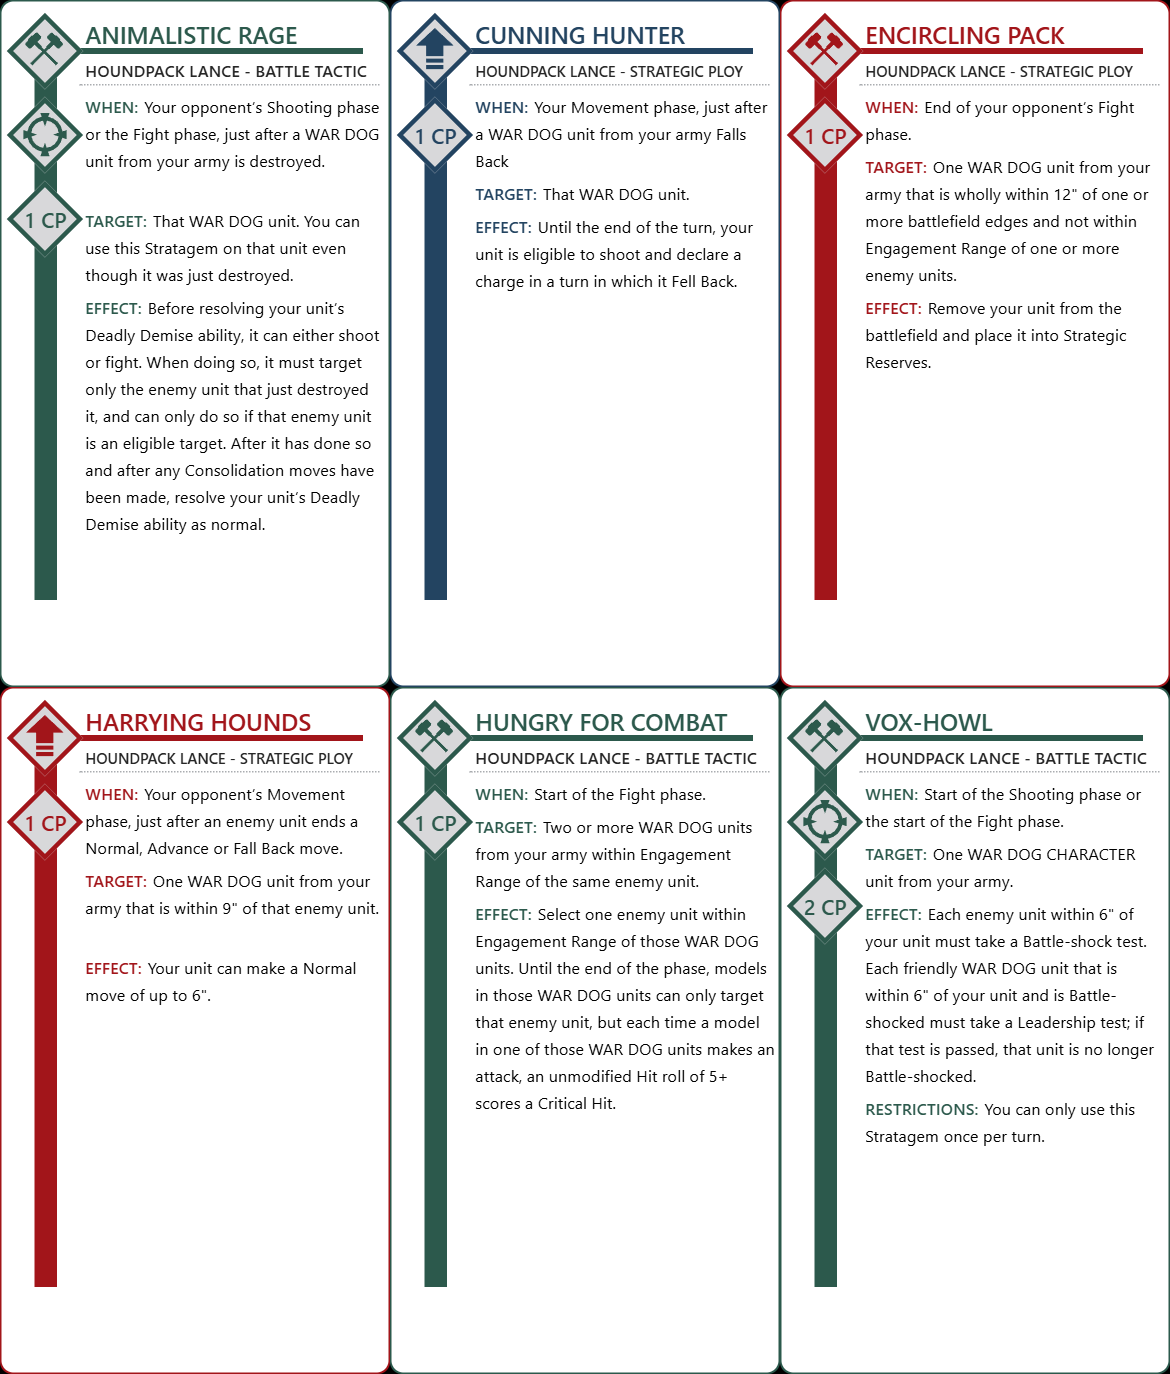 ANIMALISTIC RAGE
HOUNDPACK LANCE - BATTLE TACTIC
WHEN: Your opponent's Shooting phase
or the Fight phase, just after a WAR DOG
unit from your army is destroyed.
1 CP
TARGET: That WAR DOG unit. You can
use this Stratagem on that unit even
though it was just destroyed.
EFFECT: Before resolving your unit's
Deadly Demise ability, it can either shoot
or fight. When doing so, it must target
only the enemy unit that just destroyed
it, and can only do so if that enemy unit
is an eligible target. After it has done so
and after any Consolidation moves have
been made, resolve your unit's Deadly
Demise ability as normal.
CUNNING HUNTER
HOUNDPACK LANCE - STRATEGIC PLOY
WHEN: Your Movement phase, just after
1 CP
a WAR DOG unit from your army Falls
Back
TARGET: That WAR DOG unit.
EFFECT: Until the end of the turn, your
unit is eligible to shoot and declare a
charge in a turn in which it Fell Back.
ENCIRCLING PACK
HOUNDPACK LANCE - STRATEGIC PLOY
WHEN: End of your opponent's Fight
1 CP
phase.
TARGET: One WAR DOG unit from your
army that is wholly within 12" of one or
more battlefield edges and not within
Engagement Range of one or more
enemy units.
EFFECT: Remove your unit from the
battlefield and place it into Strategic
Reserves.
HARRYING HOUNDS
HOUNDPACK LANCE - STRATEGIC PLOY
WHEN: Your opponent's Movement
1 CP
phase, just after an enemy unit ends a
Normal, Advance or Fall Back move.
TARGET: One WAR DOG unit from your
army that is within 9" of that enemy unit.
EFFECT: Your unit can make a Normal
move of up to 6".
HUNGRY FOR COMBAT
HOUNDPACK LANCE - BATTLE TACTIC
WHEN: Start of the Fight phase.
1 CP
TARGET: Two or more WAR DOG units
from your army within Engagement
Range of the same enemy unit.
EFFECT: Select one enemy unit within
Engagement Range of those WAR DOG
units. Until the end of the phase, models
in those WAR DOG units can only target
that enemy unit, but each time a model
in one of those WAR DOG units makes an
attack, an unmodified Hit roll of 5+
scores a Critical Hit.
VOX-HOWL
HOUNDPACK LANCE - BATTLE TACTIC
WHEN: Start of the Shooting phase or
the start of the Fight phase.
TARGET: One WAR DOG CHARACTER
unit from your army.
2 CP
EFFECT: Each enemy unit within 6" of
your unit must take a Battle-shock test.
Each friendly WAR DOG unit that is
within 6" of your unit and is Battle-
shocked must take a Leadership test; if
that test is passed, that unit is no longer
Battle-shocked.
RESTRICTIONS: You can only use this
Stratagem once per turn.